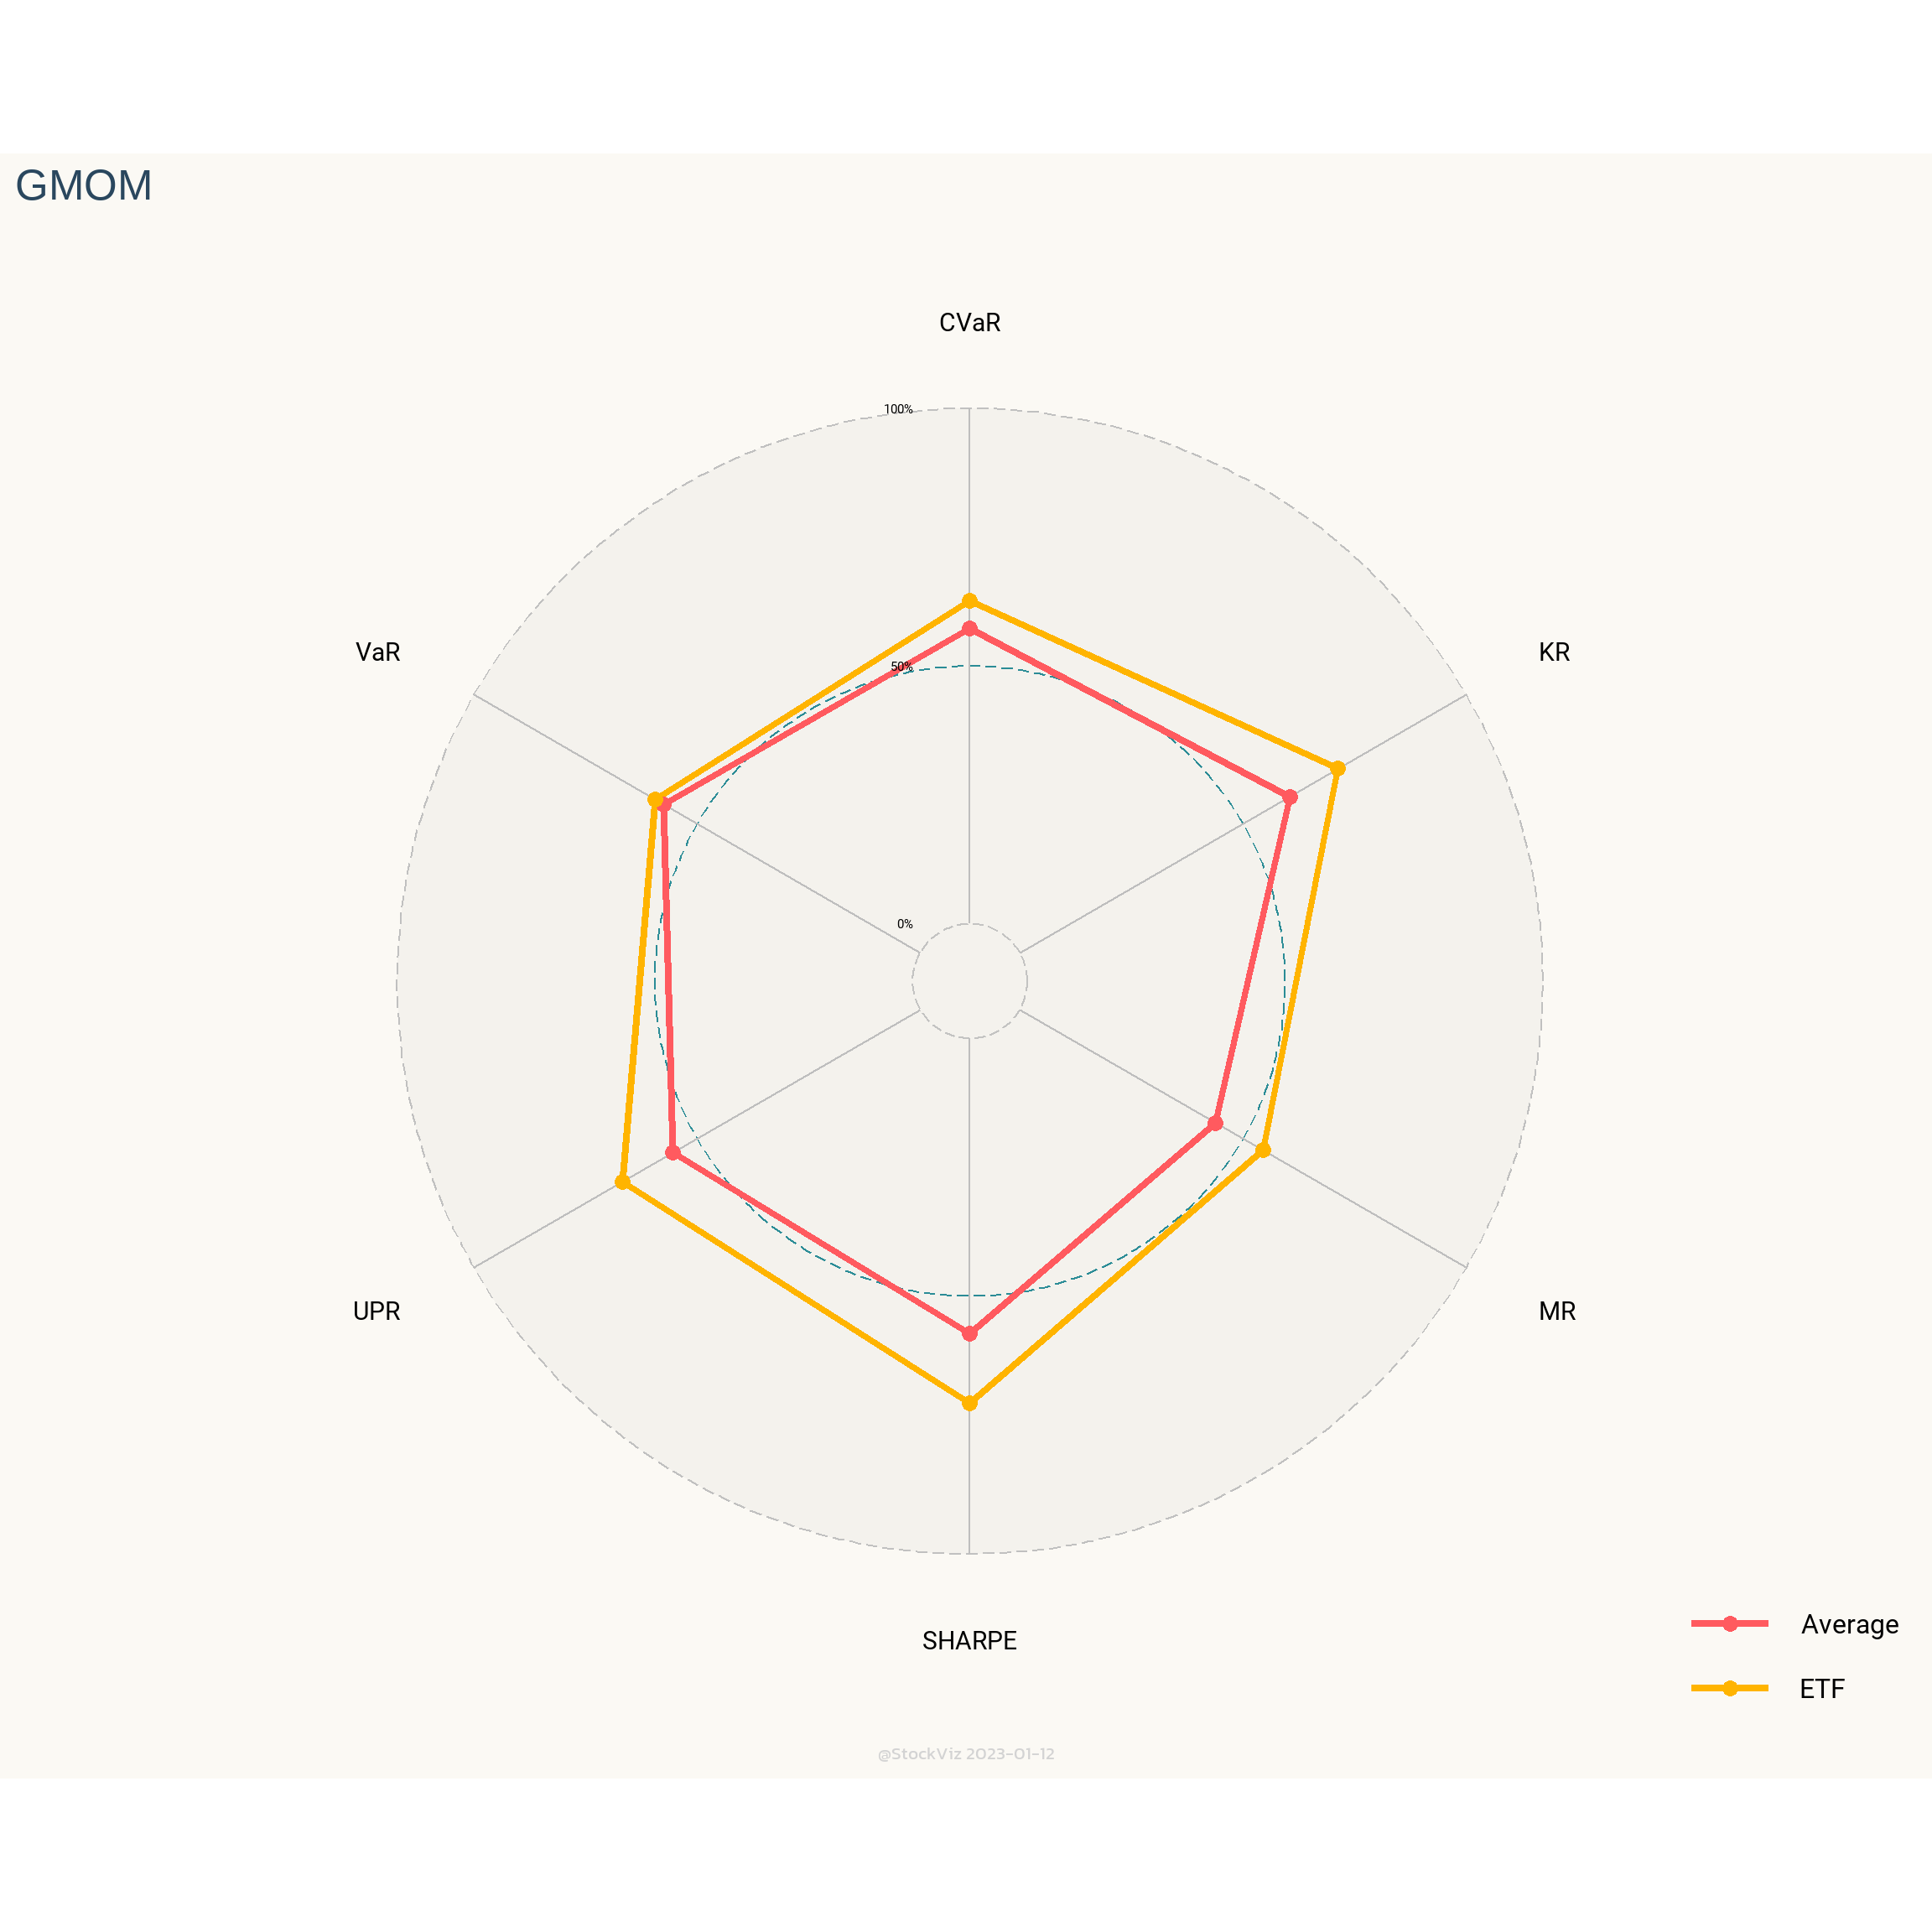 GMOM
CVaR
100%
KR
VaR
50%
0%
UPR
MR
SHARPE
Average
ETF
@StockViz 2023-01-12